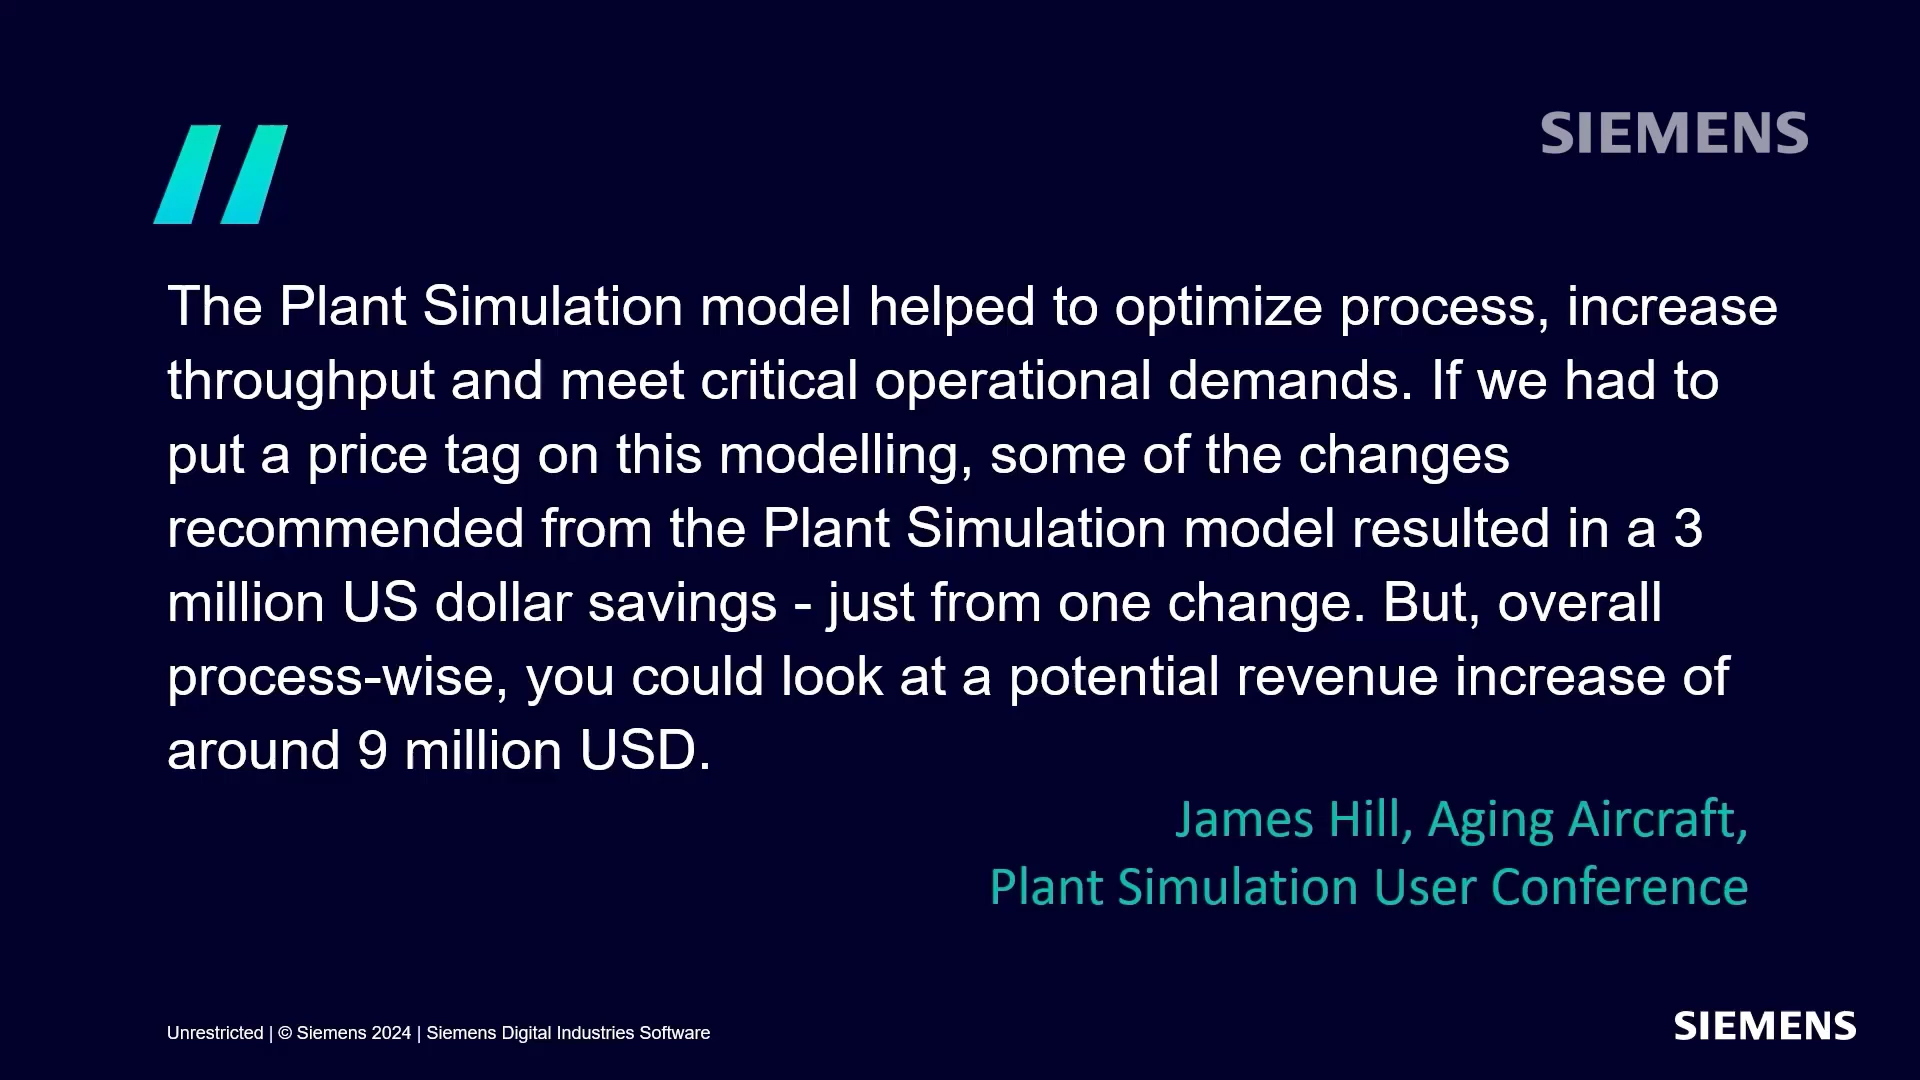 SIEMENS
The Plant Simulation model helped to optimize process, increase
throughput and meet critical operational demands. If we had to
put a price tag on this modelling, some of the changes
recommended from the Plant Simulation model resulted in a 3
million US dollar savings - just from one change. But, overall
process-wise, you could look at a potential revenue increase of
around 9 million USD.
James Hill, Aging Aircraft,
Plant Simulation User Conference
Unrestricted | © Siemens 2024 | Siemens Digital Industries Software
SIEMENS